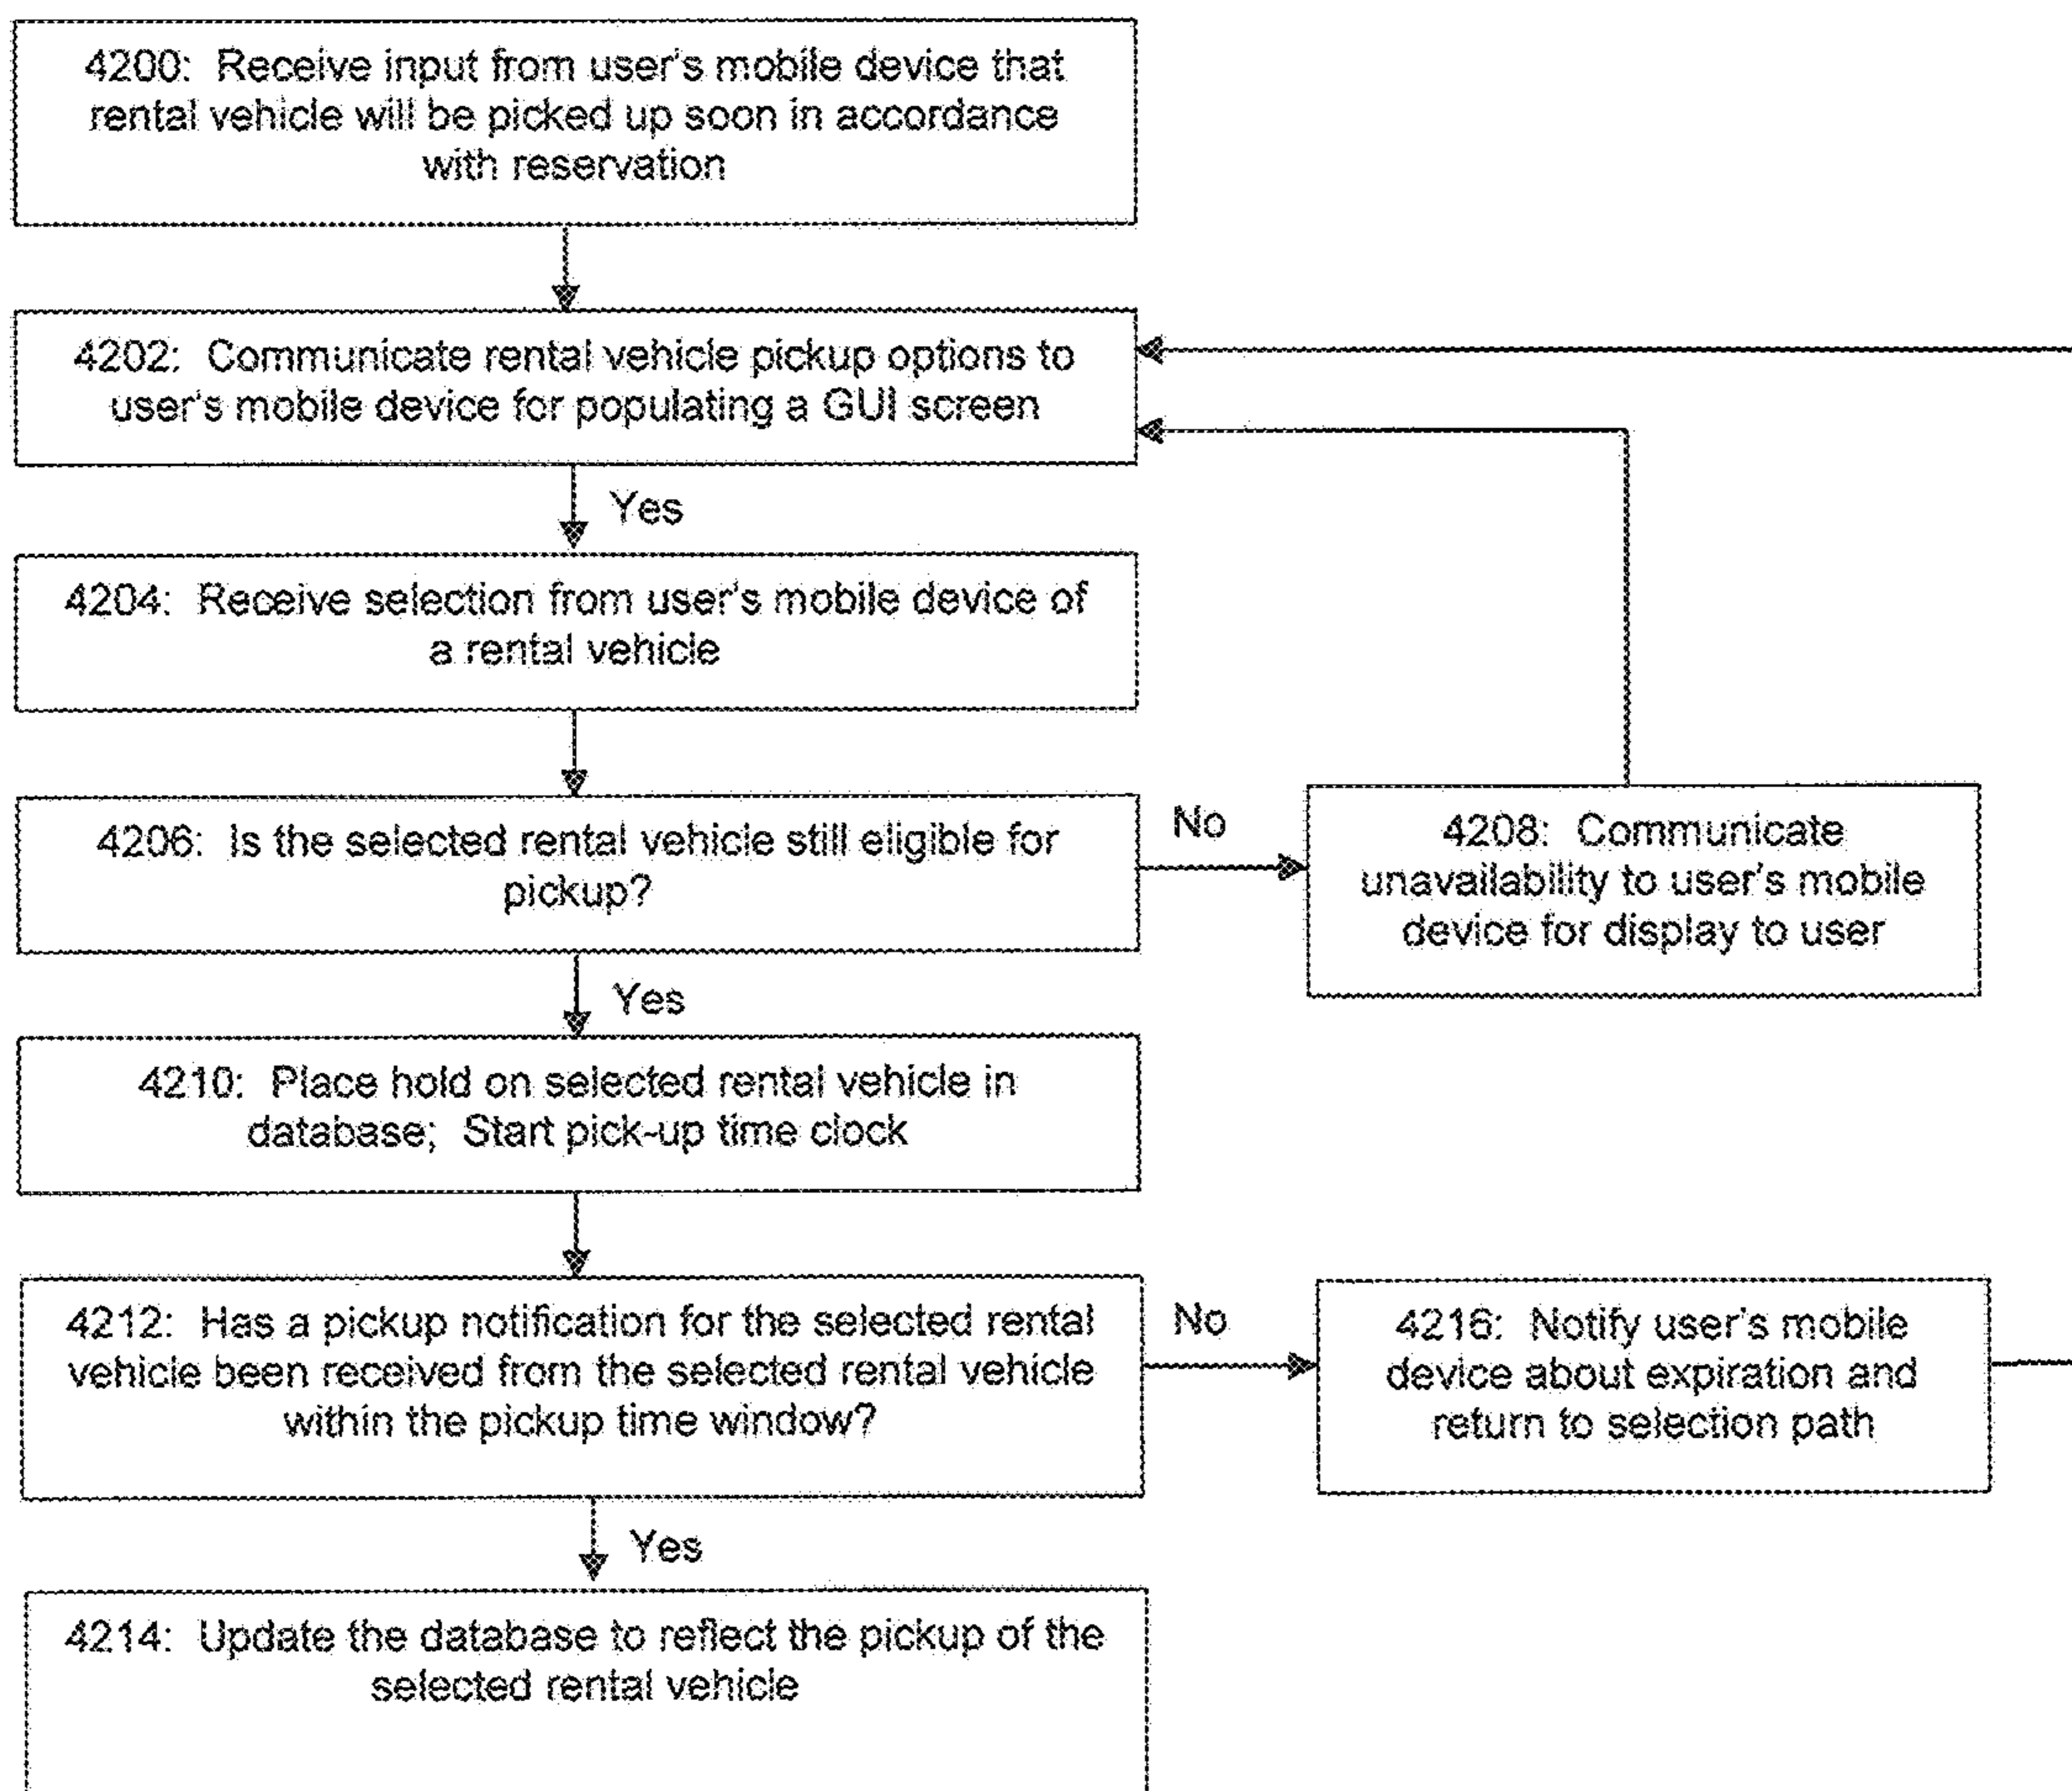 4200: Receive input from user's mobile device that
rental vehicle will be picked up soon in accordance
with reservation
4202: Communicate rental vehicle pickup options to
user's mobile device for populating a GUI screen
Yes
4204: Receive selection from user's mobile device of
a rental vehicle
4206: Is the selected rental vehicle still eligible for
pickup?
No
4208: Communicate
unavailability to user's mobile
device for display to user
Yes
4210: Place hold on selected rental vehicle in
database; Start pick-up time clock
4212: Has a pickup notification for the selected rental
vehicle been received from the selected rental vehicle
within the pickup time window?
No
4216: Notify user's mobile
device about expiration and
return to selection path
Yes
4214: Update the database to reflect the pickup of the
selected rental vehicle